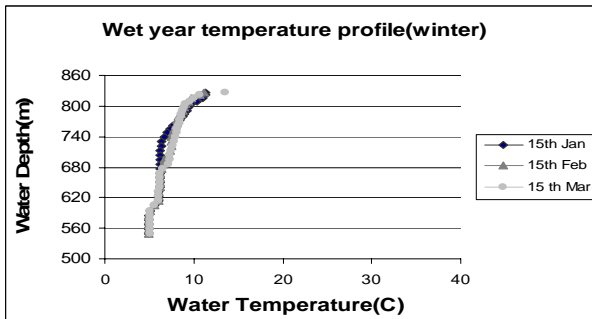 Wet year temperature profile(winter)
Water Depth(m)
860
800
740
680
620
560
500
0 10 20 30 40
Water Temperature(C)
15th Jan
15th Feb
15 th Mar